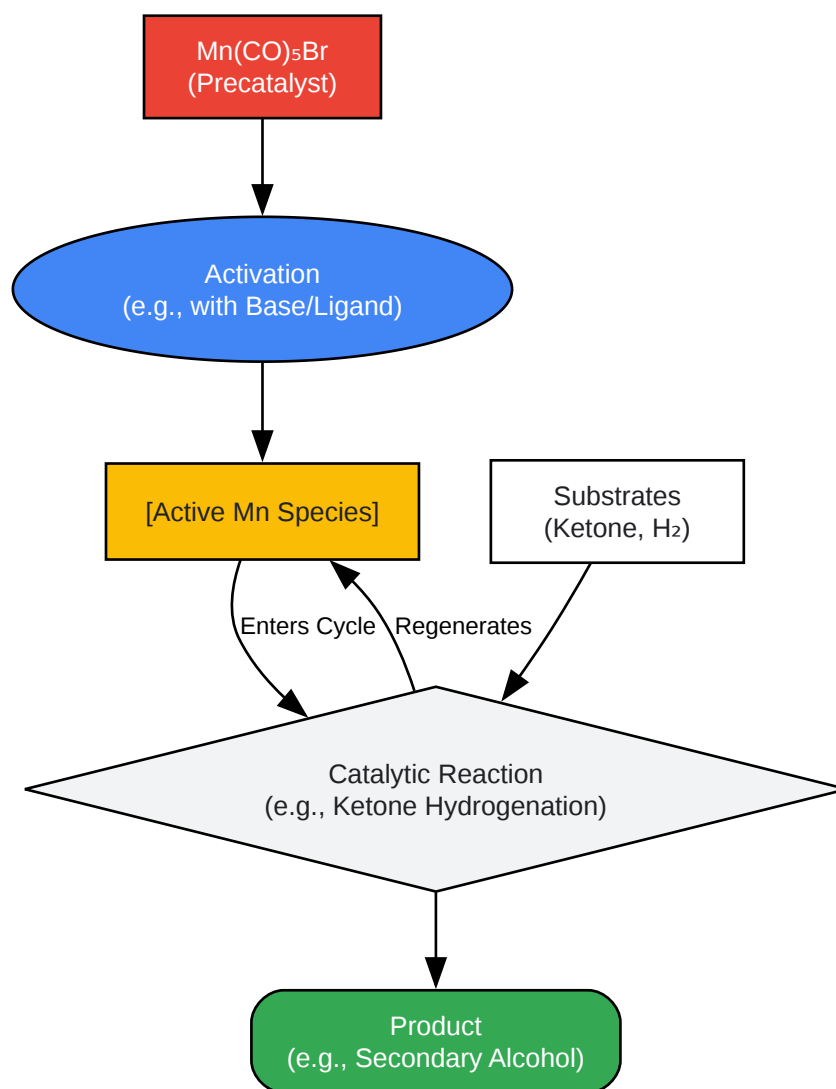 Mn(CO)₅Br
(Precatalyst)
Activation
(e.g., with Base/Ligand)
[Active Mn Species]
Substrates
(Ketone, H₂)
Enters Cycle
Regenerates
Catalytic Reaction
(e.g., Ketone Hydrogenation)
Product
(e.g., Secondary Alcohol)